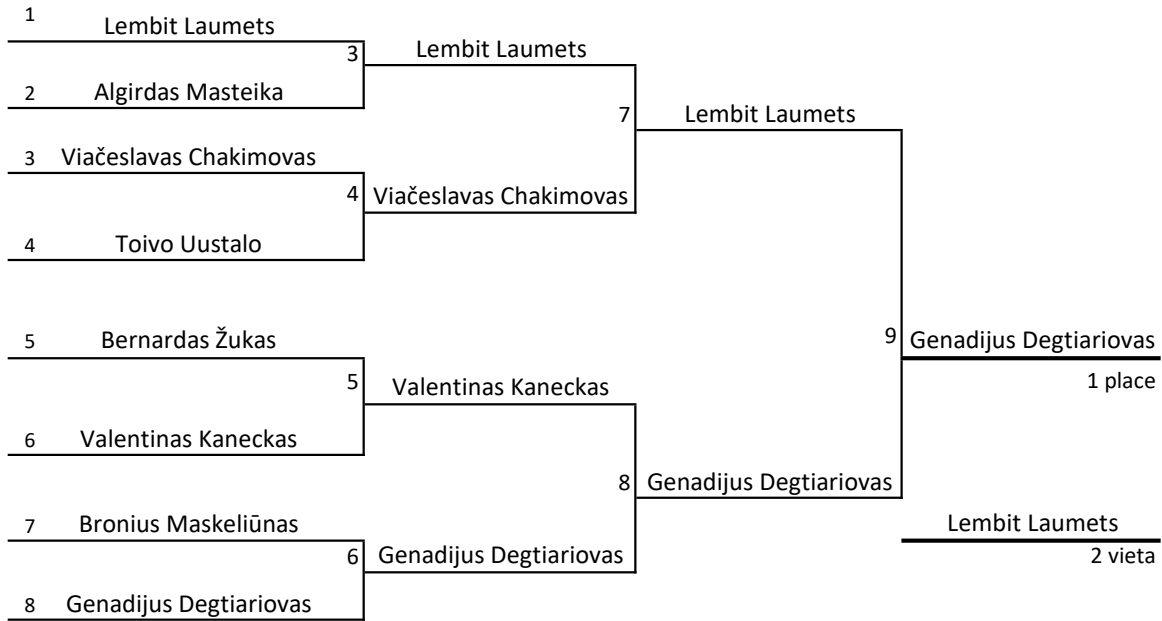 1
Lembit Laumets
3
Lembit Laumets
2 Algirdas Masteika
7
Lembit Laumets
3 Viačeslavas Chakimovas
4 Viačeslavas Chakimovas
4 Toivo Uustalo
5 Bernardas Žukas
9 Genadijus Degtiariovas
1 place
5
Valentinas Kaneckas
6 Valentinas Kaneckas
8 Genadijus Degtiariovas
7 Bronius Maskeliūnas
Lembit Laumets
2 vieta
6 Genadijus Degtiariovas
8 Genadijus Degtiariovas